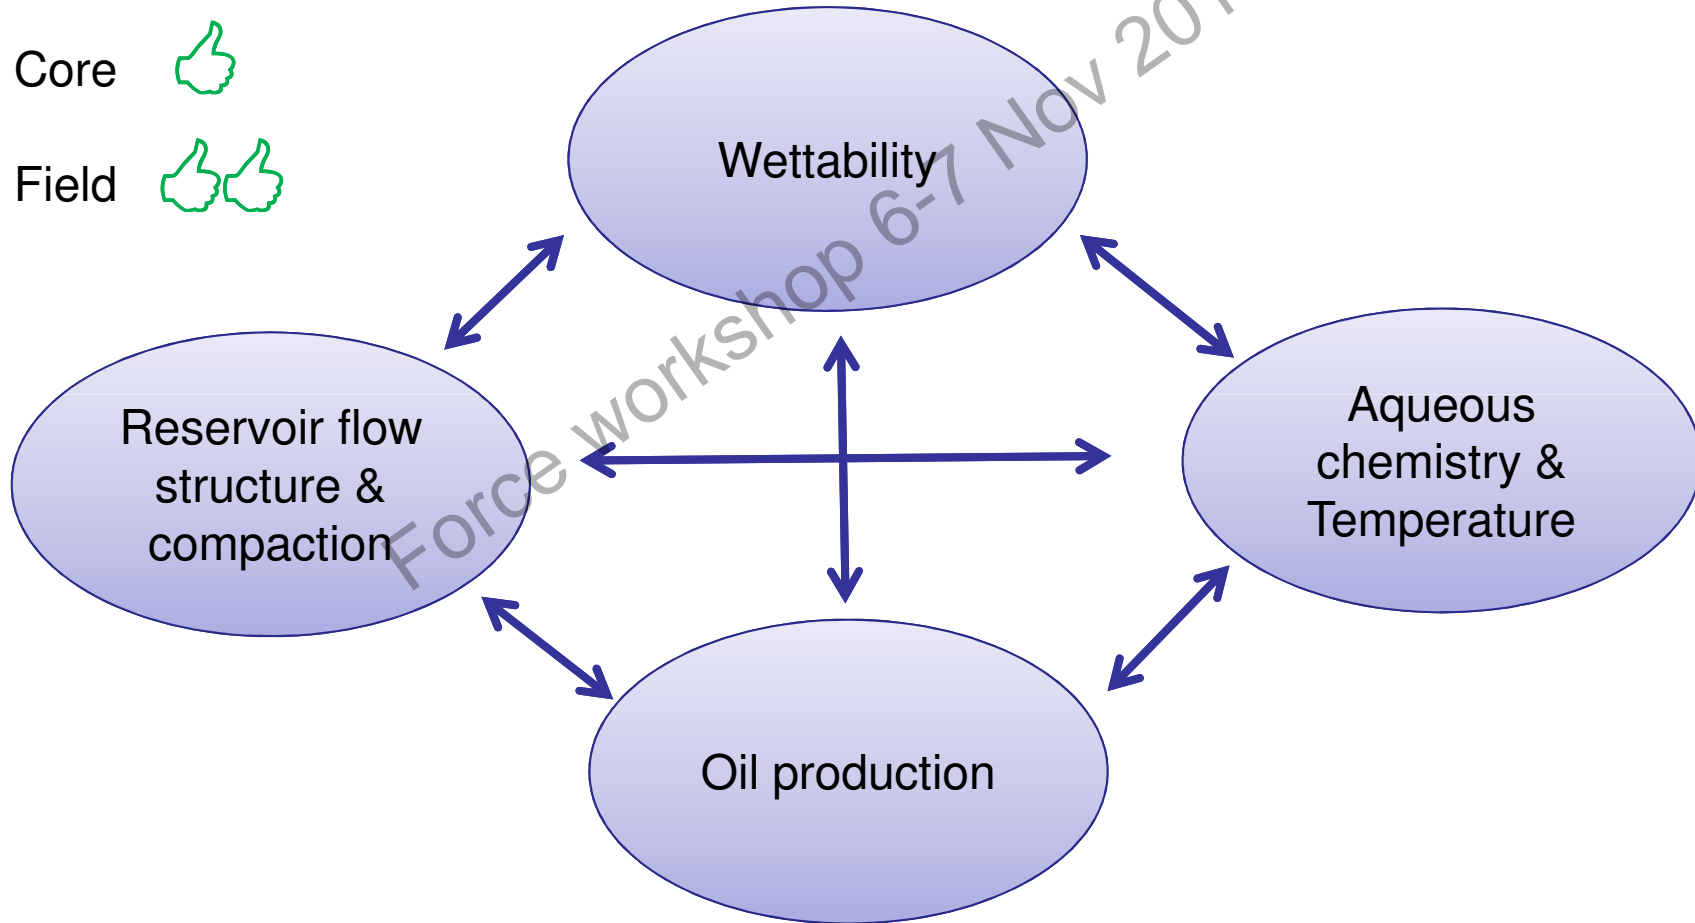 Core
Field
Wettability
Reservoir flow
structure &
compaction
Aqueous
chemistry &
Temperature
Oil production
Force workshop 6-7 Nov